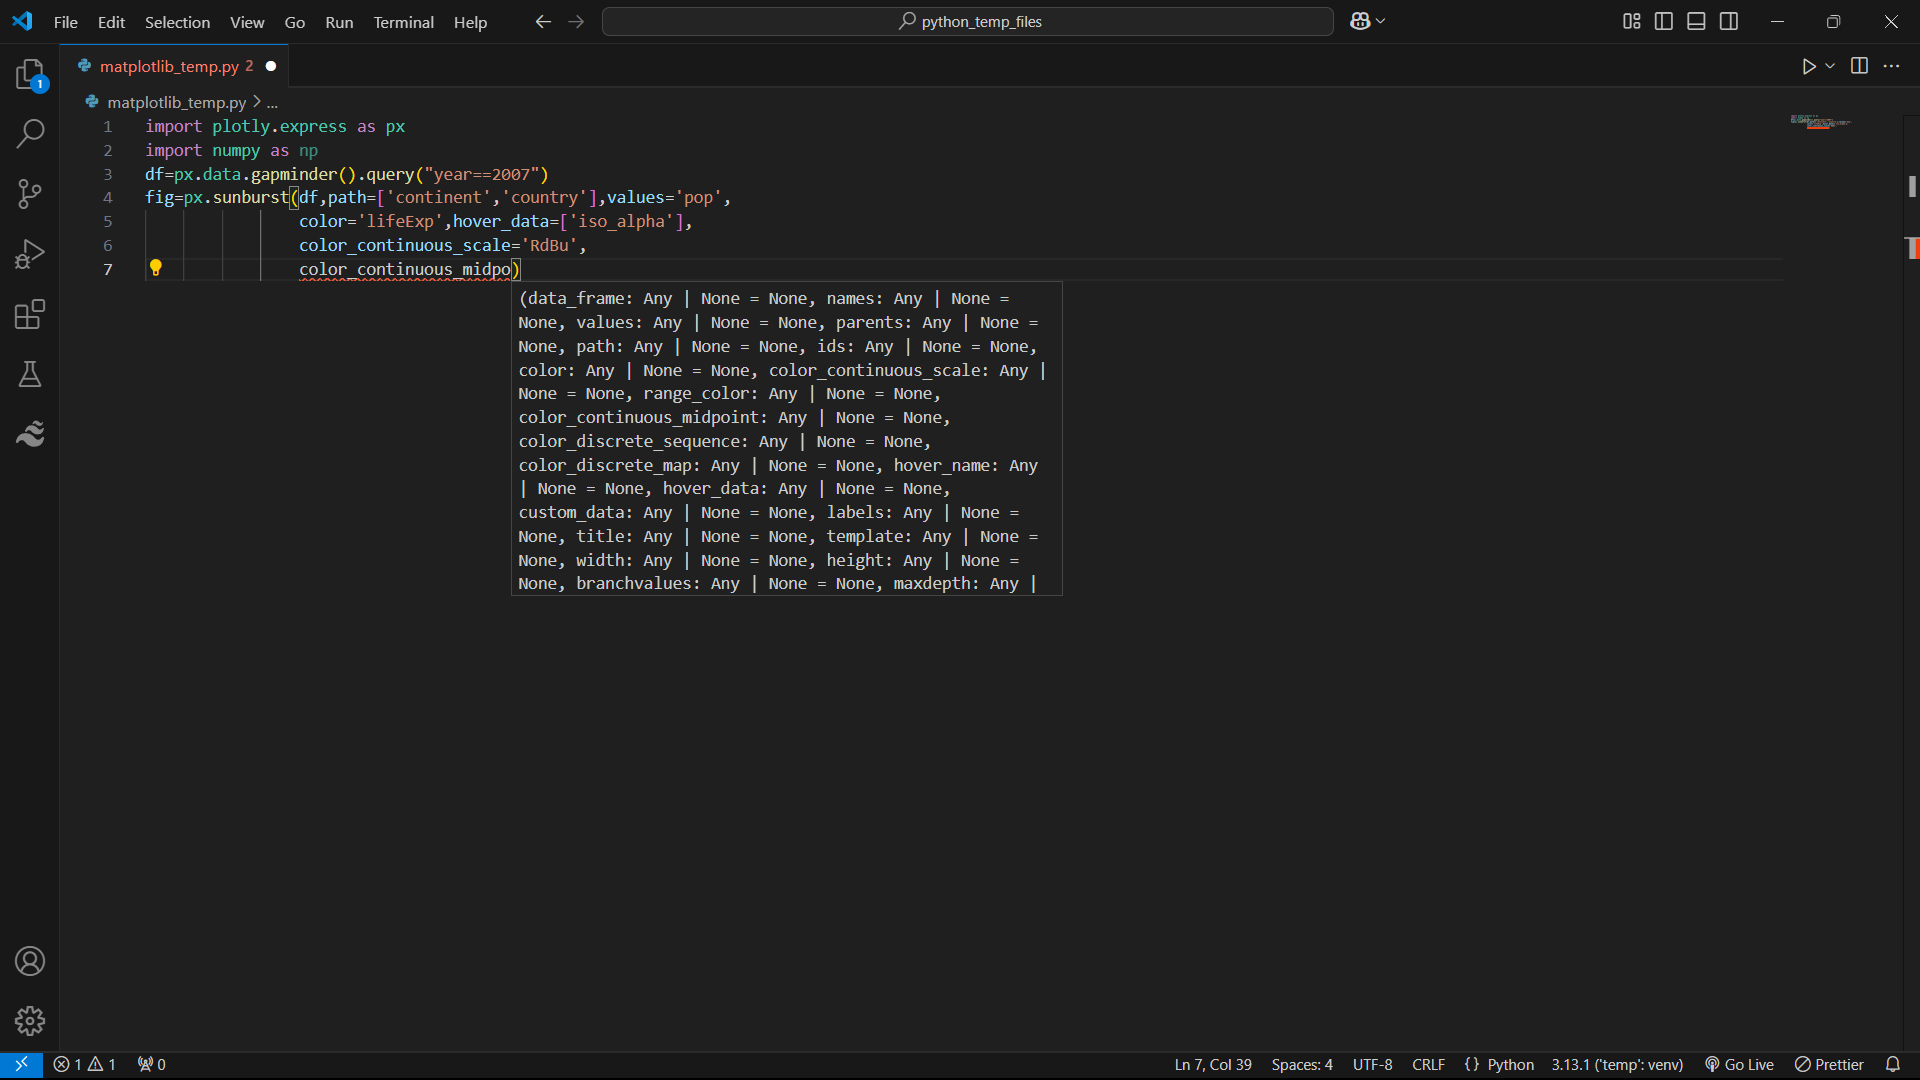 File Edit Selection View Go Run Terminal Help
python_temp_files
1
matplotlib_temp.py 2
matplotlib_temp.py > ...
1 import plotly.express as px
2 import numpy as np
3 df=px.data.gapminder().query("year==2007")
4 fig=px.sunburst(df,path=['continent','country'],values='pop',
5 color='lifeExp',hover_data=['iso_alpha'],
6 color_continuous_scale='RdBu',
7 color_continuous_midpo)
(data_frame: Any | None = None, names: Any | None =
None, values: Any | None = None, parents: Any | None =
None, path: Any | None = None, ids: Any | None = None,
color: Any | None = None, color_continuous_scale: Any |
None = None, range_color: Any | None = None,
color_continuous_midpoint: Any | None = None,
color_discrete_sequence: Any | None = None,
color_discrete_map: Any | None = None, hover_name: Any
| None = None, hover_data: Any | None = None,
custom_data: Any | None = None, labels: Any | None =
None, title: Any | None = None, template: Any | None =
None, width: Any | None = None, height: Any | None =
None, branchvalues: Any | None = None, maxdepth: Any |
1 1 0
Ln 7, Col 39 Spaces: 4 UTF-8 CRLF {} Python 3.13.1 ('temp': venv) Go Live Prettier